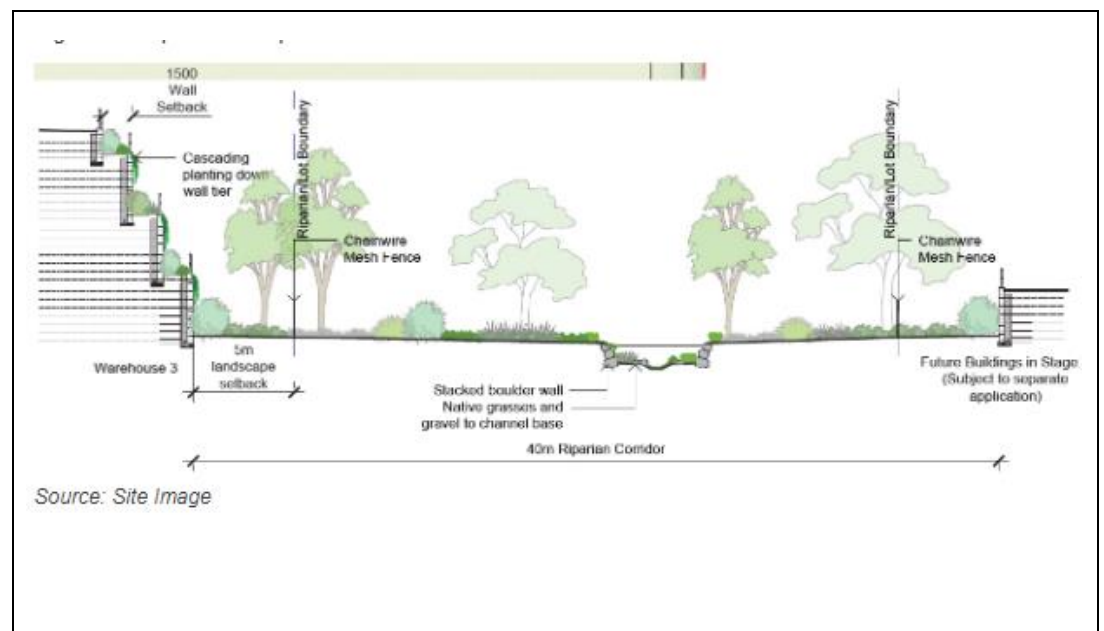 1500
Wall
Setback
Cascading
planting down
wall tier
Riparian/Lot Boundary
Chainwire
Mesh Fence
Riparian/Lot Boundary
Chainwire
Mesh Fence
Warehouse 3
5m
landscape
setback
Stacked boulder wall
Native grasses and
gravel to channel base
Future Buildings in Stage
(Subject to separate
application)
40m Riparian Corridor
Source: Site Image